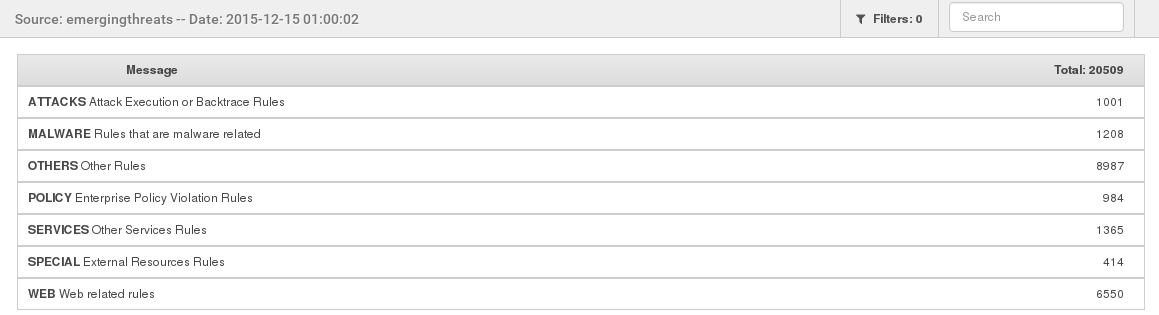 Source: emergingthreats -- Date: 2015-12-15 01:00:02 Filters: 0 Search
Message Total: 20509
ATTACKS Attack Execution or Backtrace Rules 1001
MALWARE Rules that are malware related 1208
OTHERS Other Rules 8987
POLICY Enterprise Policy Violation Rules 984
SERVICES Other Services Rules 1365
SPECIAL External Resources Rules 414
WEB Web related rules 6550